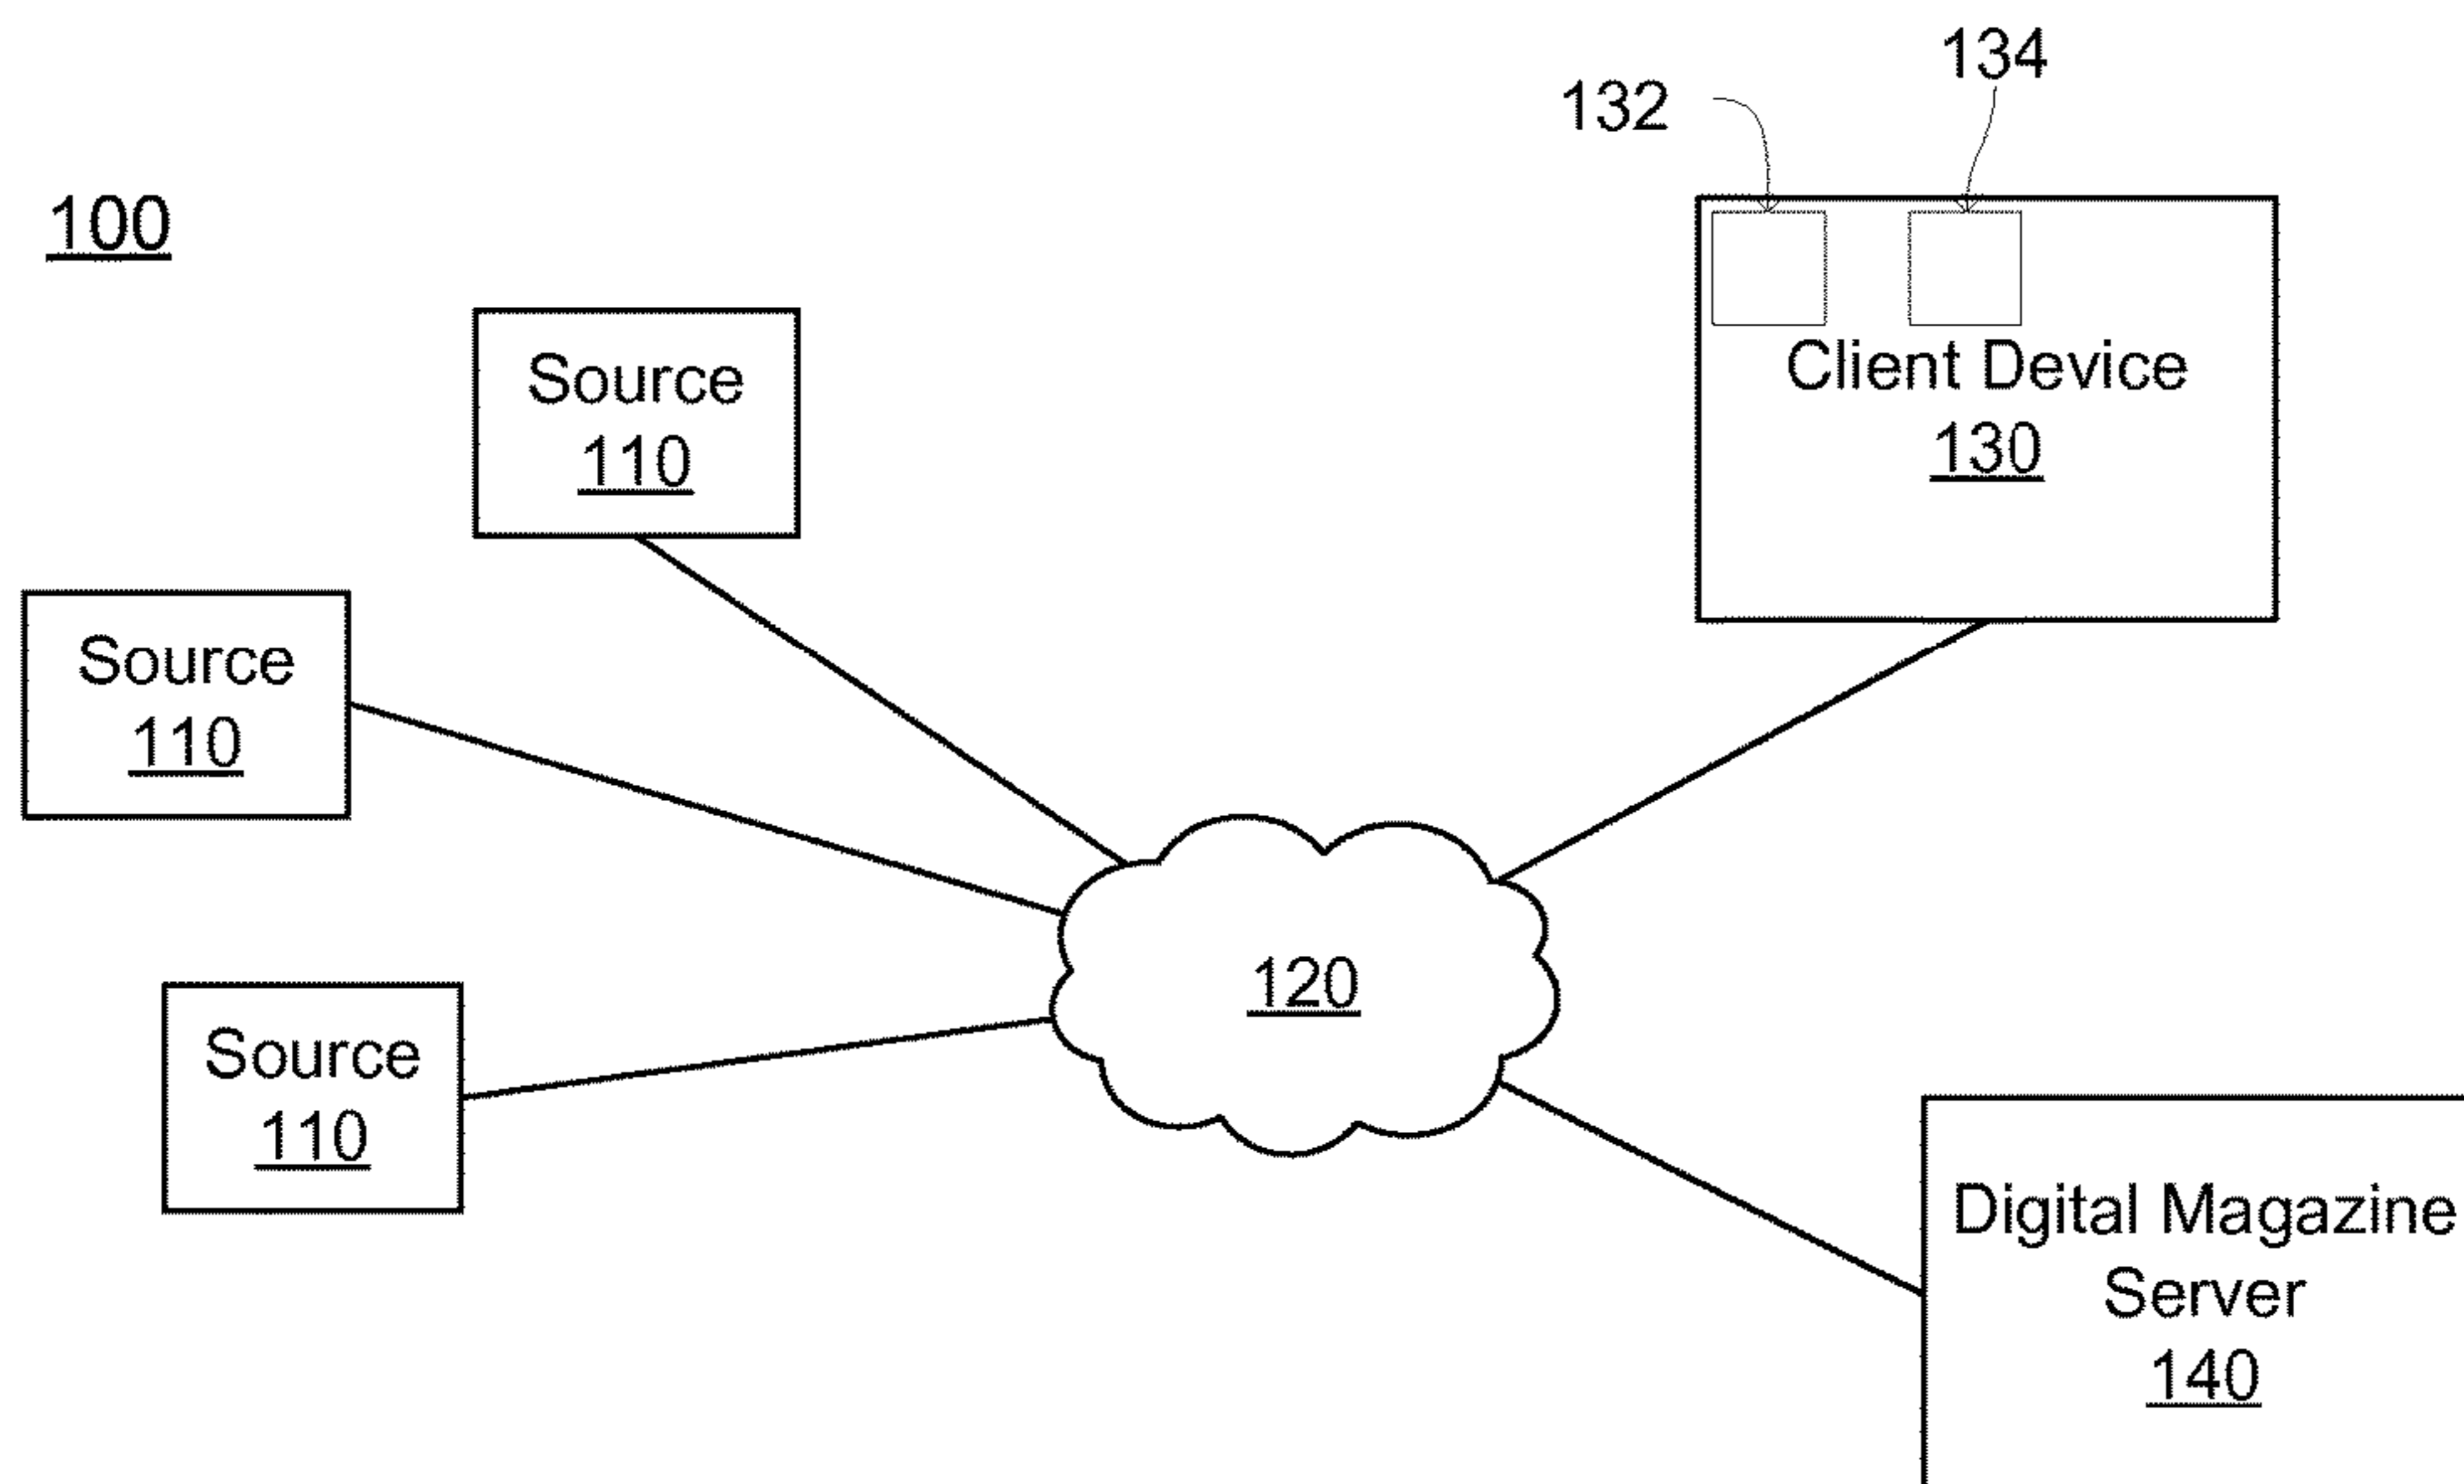 134
132
100
Source
110
Client Device
130
Source
110
120
Source
110
Digital Magazine
Server
140